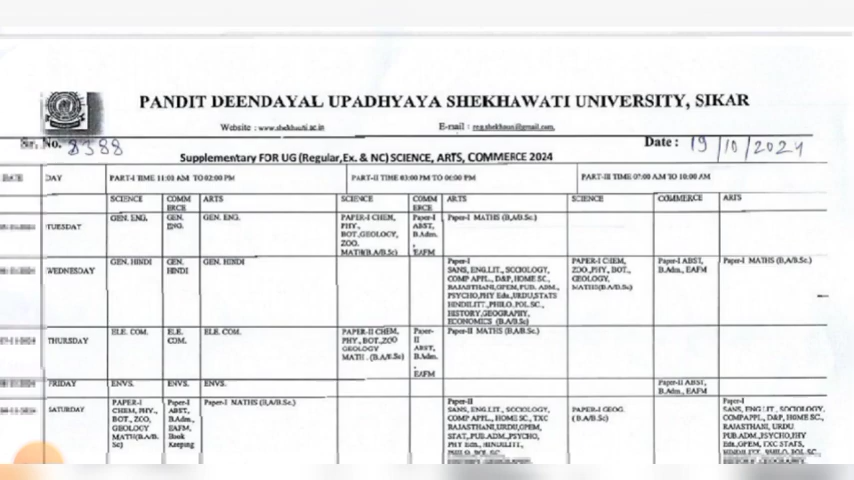 PANDIT DEENDAYAL UPADHYAYA SHEKHAWATI UNIVERSITY, SIKAR
Website : www.shekhauni.ac.in E-mail : reg.shekhauni@gmail.com,
Sr. No. 8388 Date : 19/10/2024
Supplementary FOR UG (Regular,Ex. & NC) SCIENCE, ARTS, COMMERCE 2024
DAY PART-I TIME 11:00 AM TO 02:00 PM PART-II TIME 03:00 PM TO 06:00 PM PART-III TIME 07:00 AM TO 10:00 AM
SCIENCE COMM ERCE ARTS SCIENCE COMM ERCE ARTS SCIENCE COMMERCE ARTS
TUESDAY
GEN. ENG.
GEN.
ENG.
GEN. ENG.
PAPER-I CHEM,
PHY.,
BOT,GEOLOGY,
ZOO.
MATH(B.A/B.Sc)
Paper-I
ABST,
B.Adm.
,
EAFM
Paper-I MATHS (B,A/B.Sc.)
WEDNESDAY
GEN. HINDI
GEN.
HINDI
GEN. HINDI
Paper-I
SANS, ENG.LIT., SOCIOLOGY,
COMP APPL., D&P, HOME SC.,
RAJASTHANI,GPEM, PUB. ADM.,
PSYCHO,PHY Edu.,URDU,STATS
HINDI LIT., PHILO. POL SC.,
HISTORY,GEOGRAPHY,
ECONOMICS (B.A/B.Sc)
PAPER-I CHEM,
ZOO.,PHY., BOT.,
GEOLOGY,
MATHS(B.A/B.Sc)
Paper-I ABST,
B.Adm., EAFM
Paper-I MATHS (B,A/B.Sc.)
THURSDAY
ELE. COM.
ELE.
COM.
ELE. COM.
PAPER-II CHEM,
PHY., BOT.,ZOO
GEOLOGY
MATH . (B.A/B.Sc)
Paper-
II
ABST,
B.Adm.
,
EAFM
Paper-II MATHS (B,A/B.Sc.)
FRIDAY
ENVS.
ENVS.
ENVS.
Paper-II ABST,
B.Adm., EAFM
SATURDAY
PAPER-I
CHEM, PHY.,
BOT., ZOO,
GEOLOGY
MATH(B.A/B.
Sc)
Paper-I
ABST,
B.Adm.,
EAFM,
Book
Keeping
Paper-I MATHS (B,A/B.Sc.)
Paper-II
SANS, ENG LIT., SOCIOLOGY,
COMP APPL., HOME SC., TXC
RAJASTHANI,URDU,GPEM,
STAT.,PUB.ADM.,PSYCHO,
PHY Edu., HINDI LIT.,
PHILO, POL SC.,
PAPER-I GEOG.
( B.A/B.Sc)
Paper-I
SANS, ENG LIT., SOCIOLOGY,
COMPAPPL., D&P, HOME SC.,
RAJASTHANI, URDU
PUB.ADM.,PSYCHO,PHY
Edu.,GPEM, TXC STATS,
HINDI LIT., PHILO. POL SC.,